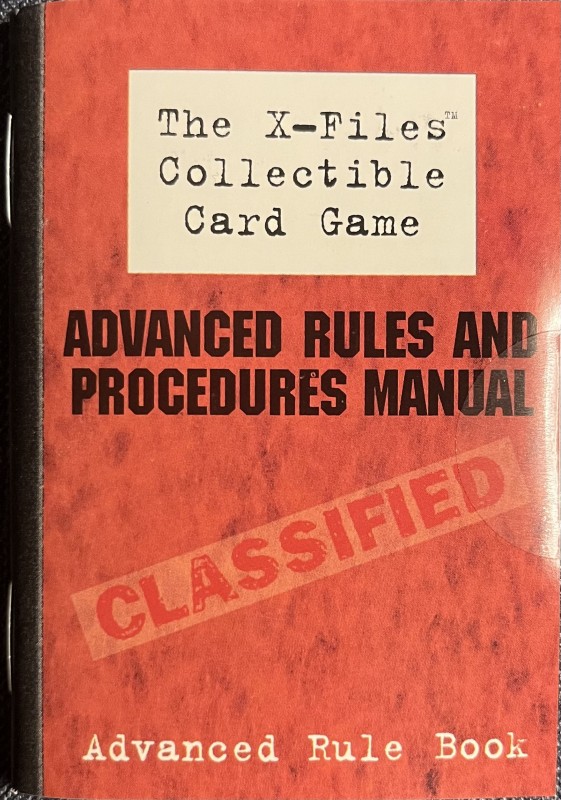 The X-Files™
Collectible
Card Game
ADVANCED RULES AND
PROCEDURES MANUAL
CLASSIFIED
Advanced Rule Book